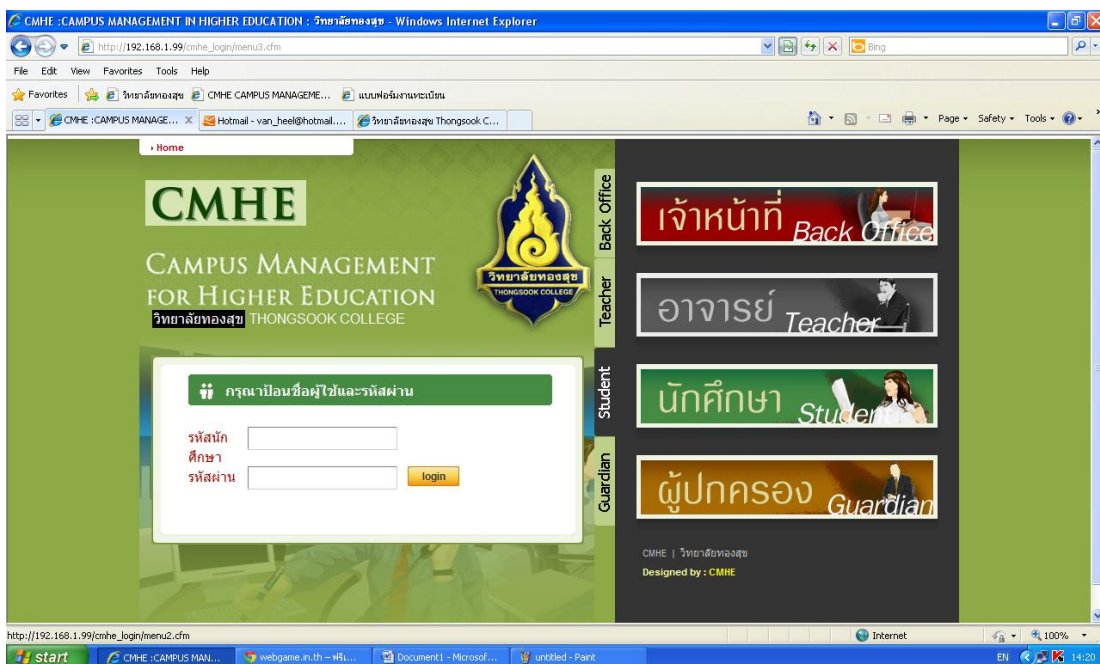 CMHE :CAMPUS MANAGEMENT IN HIGHER EDUCATION : วิทยาลัยทองสุข - Windows Internet Explorer
http://192.168.1.99/cmhe_login/menu3.cfm
Bing
File Edit View Favorites Tools Help
Favorites วิทยาลัยทองสุข CMHE CAMPUS MANAGEME... แบบฟอร์มงานทะเบียน
CMHE :CAMPUS MANAGE... Hotmail - van_heel@hotmail.... วิทยาลัยทองสุข Thongsook C... Page Safety Tools
Home
CMHE
CAMPUS MANAGEMENT
FOR HIGHER EDUCATION
วิทยาลัยทองสุข THONGSOOK COLLEGE
วิทยาลัยทองสุข
THONGSOOK COLLEGE
กรุณาป้อนชื่อผู้ใช้และรหัสผ่าน
รหัสนัก
ศึกษา
รหัสผ่าน login
Back Office
Teacher
Student
Guardian
เจ้าหน้าที่ Back Office
อาจารย์ Teacher
นักศึกษา Student
ผู้ปกครอง Guardian
CMHE | วิทยาลัยทองสุข
Designed by : CMHE
http://192.168.1.99/cmhe_login/menu2.cfm Internet 100%
start CMHE :CAMPUS MAN... webgame.in.th – ฟรีเ... Document1 - Microsof... untitled - Paint EN 14:20